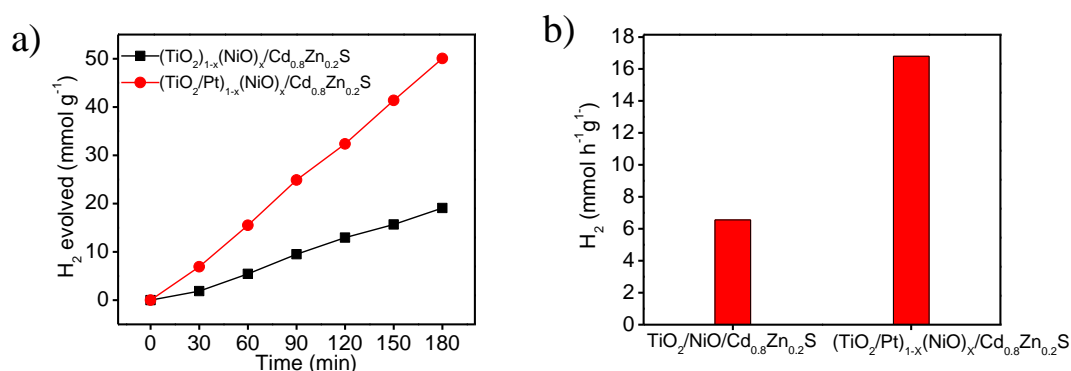 a)
(TiO₂)₁₋ₓ(NiO)ₓ/Cd₀.₈Zn₀.₂S
(TiO₂/Pt)₁₋ₓ(NiO)ₓ/Cd₀.₈Zn₀.₂S
H₂ evolved (mmol g⁻¹)
50
40
30
20
10
0
0 30 60 90 120 150 180
Time (min)
b)
H₂ (mmol h⁻¹g¹⁻)
18
16
14
12
10
8
6
4
2
0
TiO₂/NiO/Cd₀.₈Zn₀.₂S (TiO₂/Pt)₁₋X(NiO)X/Cd₀.₈Zn₀.₂S